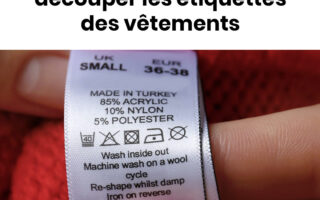 découper les étiquettes
des vêtements
UK EUR
SMALL 36-38
MADE IN TURKEY
85% ACRYLIC
10% NYLON
5% POLYESTER
40
Wash inside out
Machine wash on a wool
cycle
Re-shape whilst damp
Iron on reverse